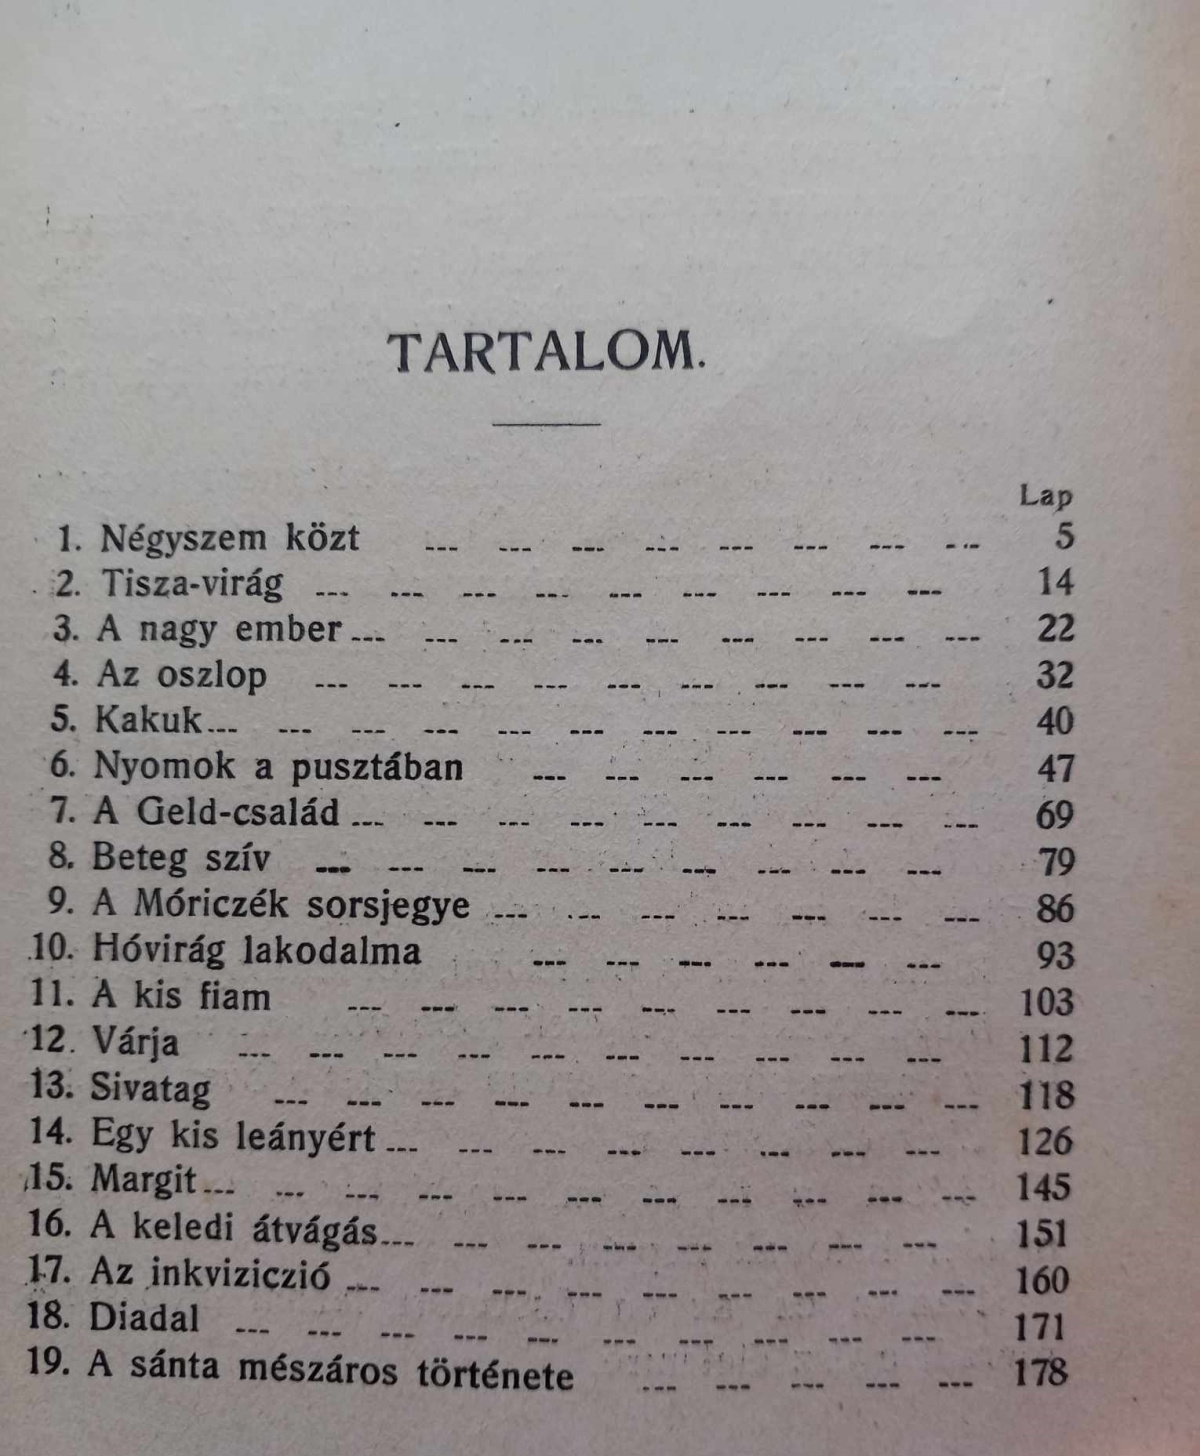 TARTALOM.
Lap
1. Négyszem közt --- --- --- --- --- --- --- --- 5
2. Tisza-virág --- --- --- --- --- --- --- --- --- 14
3. A nagy ember --- --- --- --- --- --- --- --- --- 22
4. Az oszlop --- --- --- --- --- --- --- --- --- 32
5. Kakuk --- --- --- --- --- --- --- --- --- --- --- 40
6. Nyomok a pusztában --- --- --- --- --- --- 47
7. A Geld-család --- --- --- --- --- --- --- --- --- 69
8. Beteg szív --- --- --- --- --- --- --- --- --- 79
9. A Móriczék sorsjegye --- --- --- --- --- --- --- 86
10. Hóvirág lakodalma --- --- --- --- --- --- 93
11. A kis fiam --- --- --- --- --- --- --- --- --- 103
12. Várja --- --- --- --- --- --- --- --- --- --- 112
13. Sivatag --- --- --- --- --- --- --- --- --- --- 118
14. Egy kis leányért --- --- --- --- --- --- --- --- 126
15. Margit --- --- --- --- --- --- --- --- --- --- --- 145
16. A keledi átvágás --- --- --- --- --- --- --- --- 151
17. Az inkviziczió --- --- --- --- --- --- --- --- --- 160
18. Diadal --- --- --- --- --- --- --- --- --- --- 171
19. A sánta mészáros története --- --- --- --- --- 178